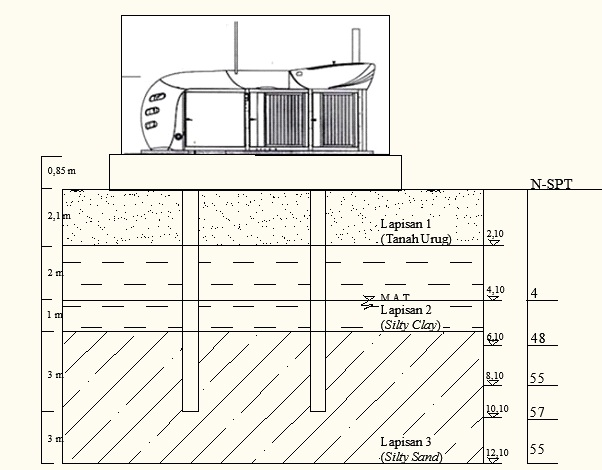 0,85 m
N-SPT
2,1 m
Lapisan 1
(Tanah Urug)
2,10
2 m
4,10
4
M A T
1 m
Lapisan 2
(Silty Clay)
6,10
48
3 m
8,10
55
10,10
57
3 m
Lapisan 3
(Silty Sand)
12,10
55